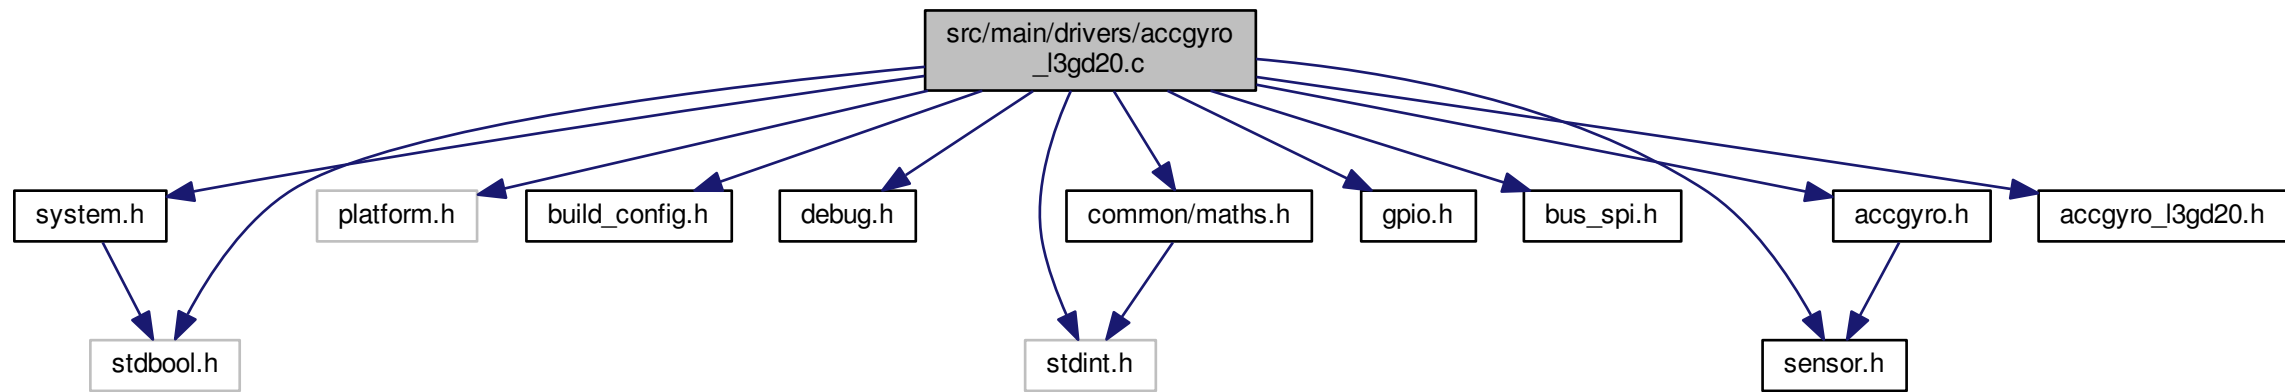 src/main/drivers/accgyro
_l3gd20.c
system.h
platform.h
build_config.h
debug.h
common/maths.h
gpio.h
bus_spi.h
accgyro.h
accgyro_l3gd20.h
stdbool.h
stdint.h
sensor.h